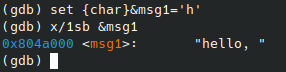 (gdb) set {char}&msg1='h'
(gdb) x/1sb &msg1
0x804a000 <msg1>:       "hello, "
(gdb)